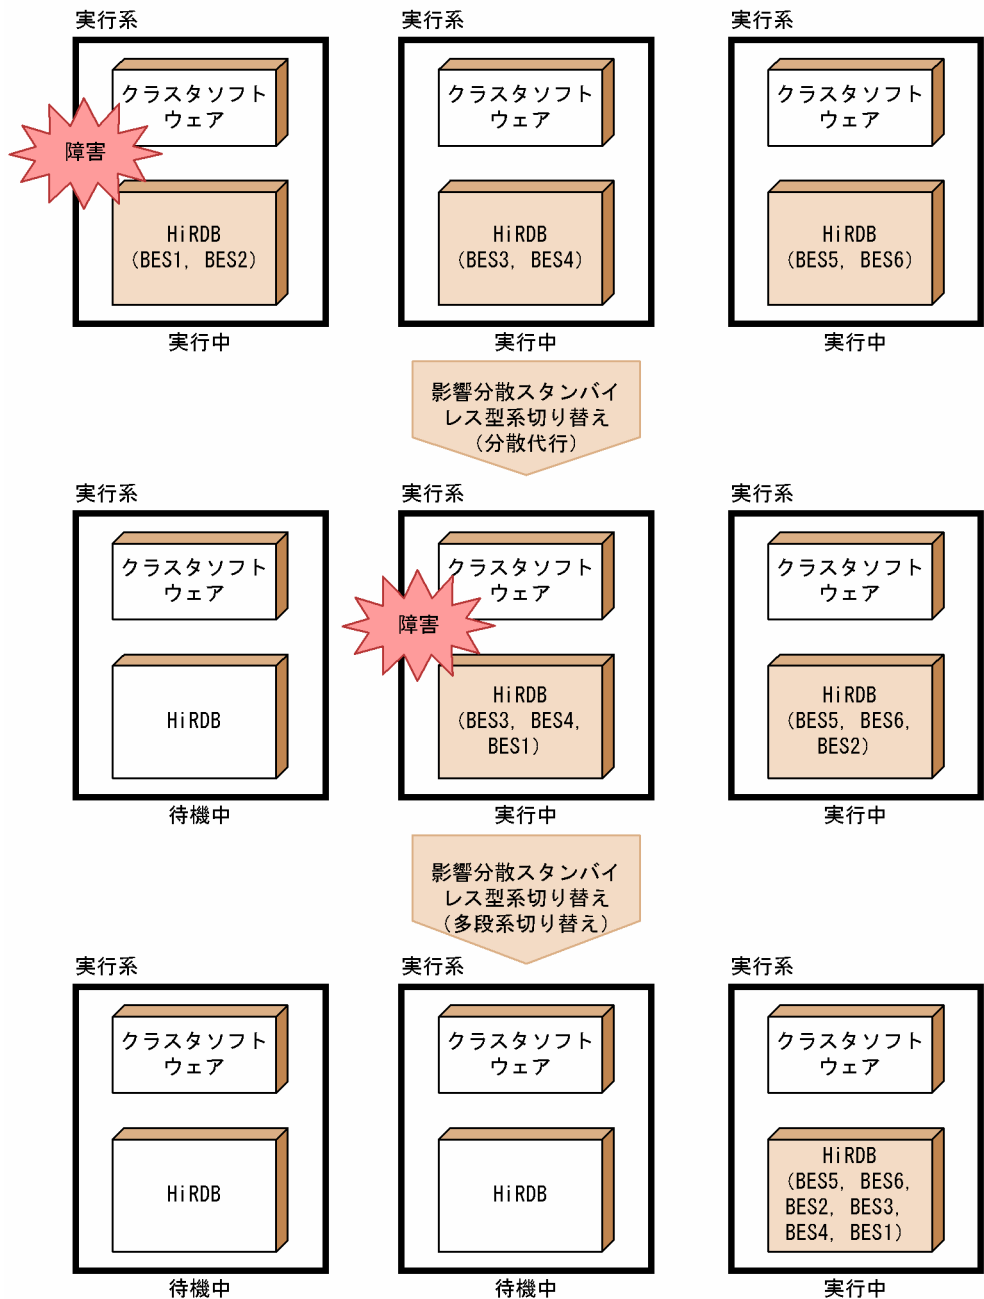 実行系
実行系
実行系
クラスタソフト
ウェア
クラスタソフト
ウェア
クラスタソフト
ウェア
障害
HiRDB
(BES1, BES2)
HiRDB
(BES3, BES4)
HiRDB
(BES5, BES6)
実行中
実行中
実行中
影響分散スタンバイ
レス型系切り替え
(分散代行)
実行系
実行系
実行系
クラスタソフト
ウェア
クラスタソフト
ウェア
クラスタソフト
ウェア
障害
HiRDB
HiRDB
(BES3, BES4,
BES1)
HiRDB
(BES5, BES6,
BES2)
待機中
実行中
実行中
影響分散スタンバイ
レス型系切り替え
(多段系切り替え)
実行系
実行系
実行系
クラスタソフト
ウェア
クラスタソフト
ウェア
クラスタソフト
ウェア
HiRDB
HiRDB
HiRDB
(BES5, BES6,
BES2, BES3,
BES4, BES1)
待機中
待機中
実行中